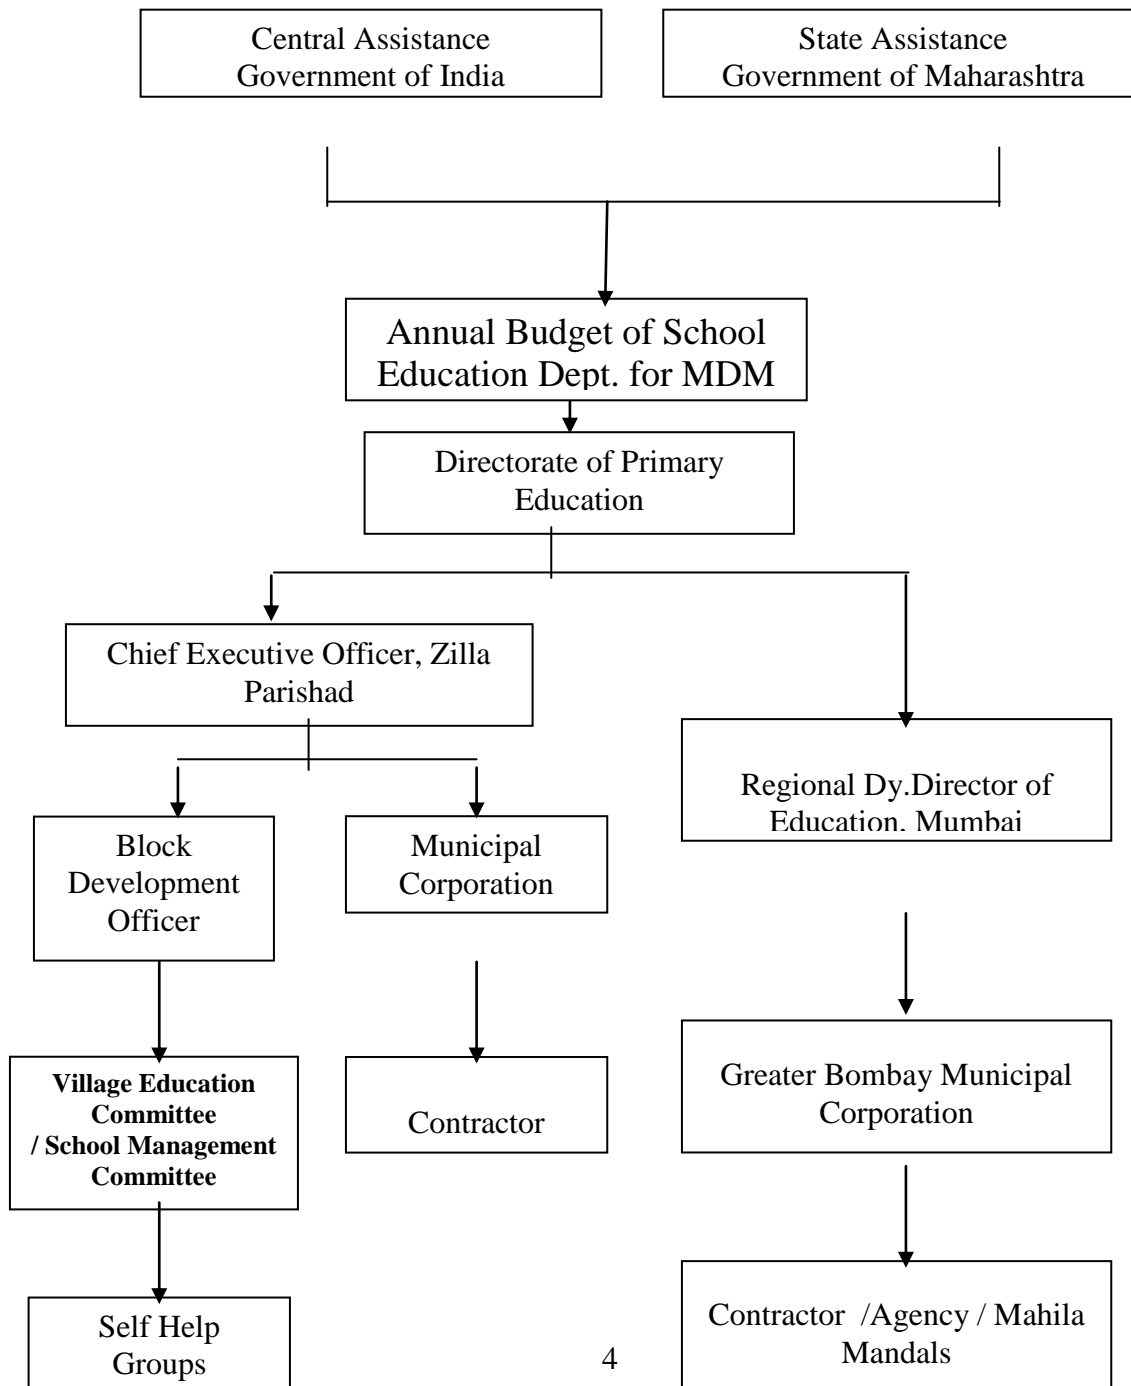 Central Assistance
Government of India
State Assistance
Government of Maharashtra
Annual Budget of School
Education Dept. for MDM
Directorate of Primary
Education
Chief Executive Officer, Zilla
Parishad
Regional Dy.Director of
Education, Mumbai
Block
Development
Officer
Municipal
Corporation
Village Education
Committee
/ School Management
Committee
Contractor
Greater Bombay Municipal
Corporation
Self Help
Groups
Contractor /Agency / Mahila
Mandals
4